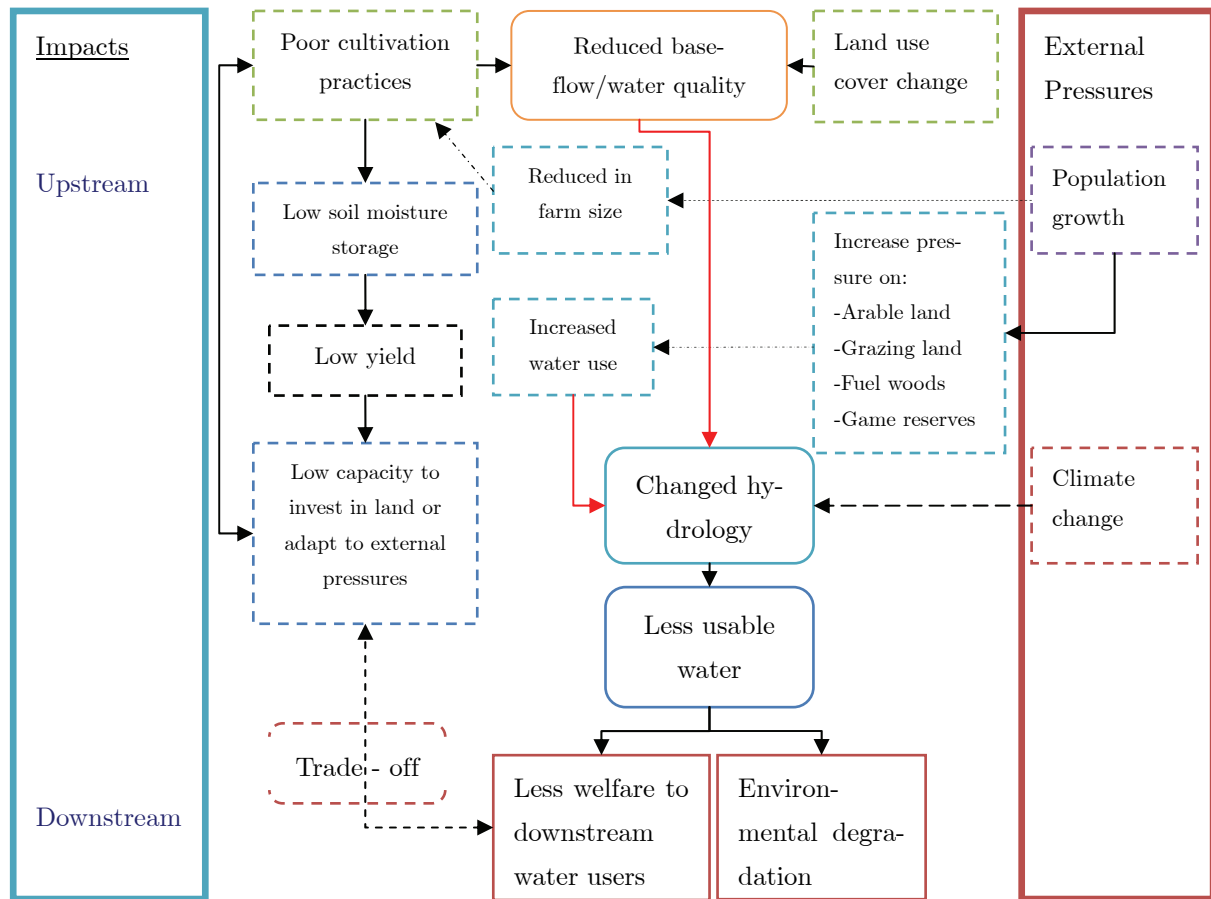 Impacts
Upstream
Downstream
Poor cultivation
practices
Reduced base-
flow/water quality
Land use
cover change
External
Pressures
Reduced in
farm size
Population
growth
Low soil moisture
storage
Increase pres-
sure on:
-Arable land
-Grazing land
-Fuel woods
-Game reserves
Increased
water use
Low yield
Low capacity to
invest in land or
adapt to external
pressures
Changed hy-
drology
Climate
change
Less usable
water
Trade - off
Less welfare to
downstream
water users
Environ-
mental degra-
dation